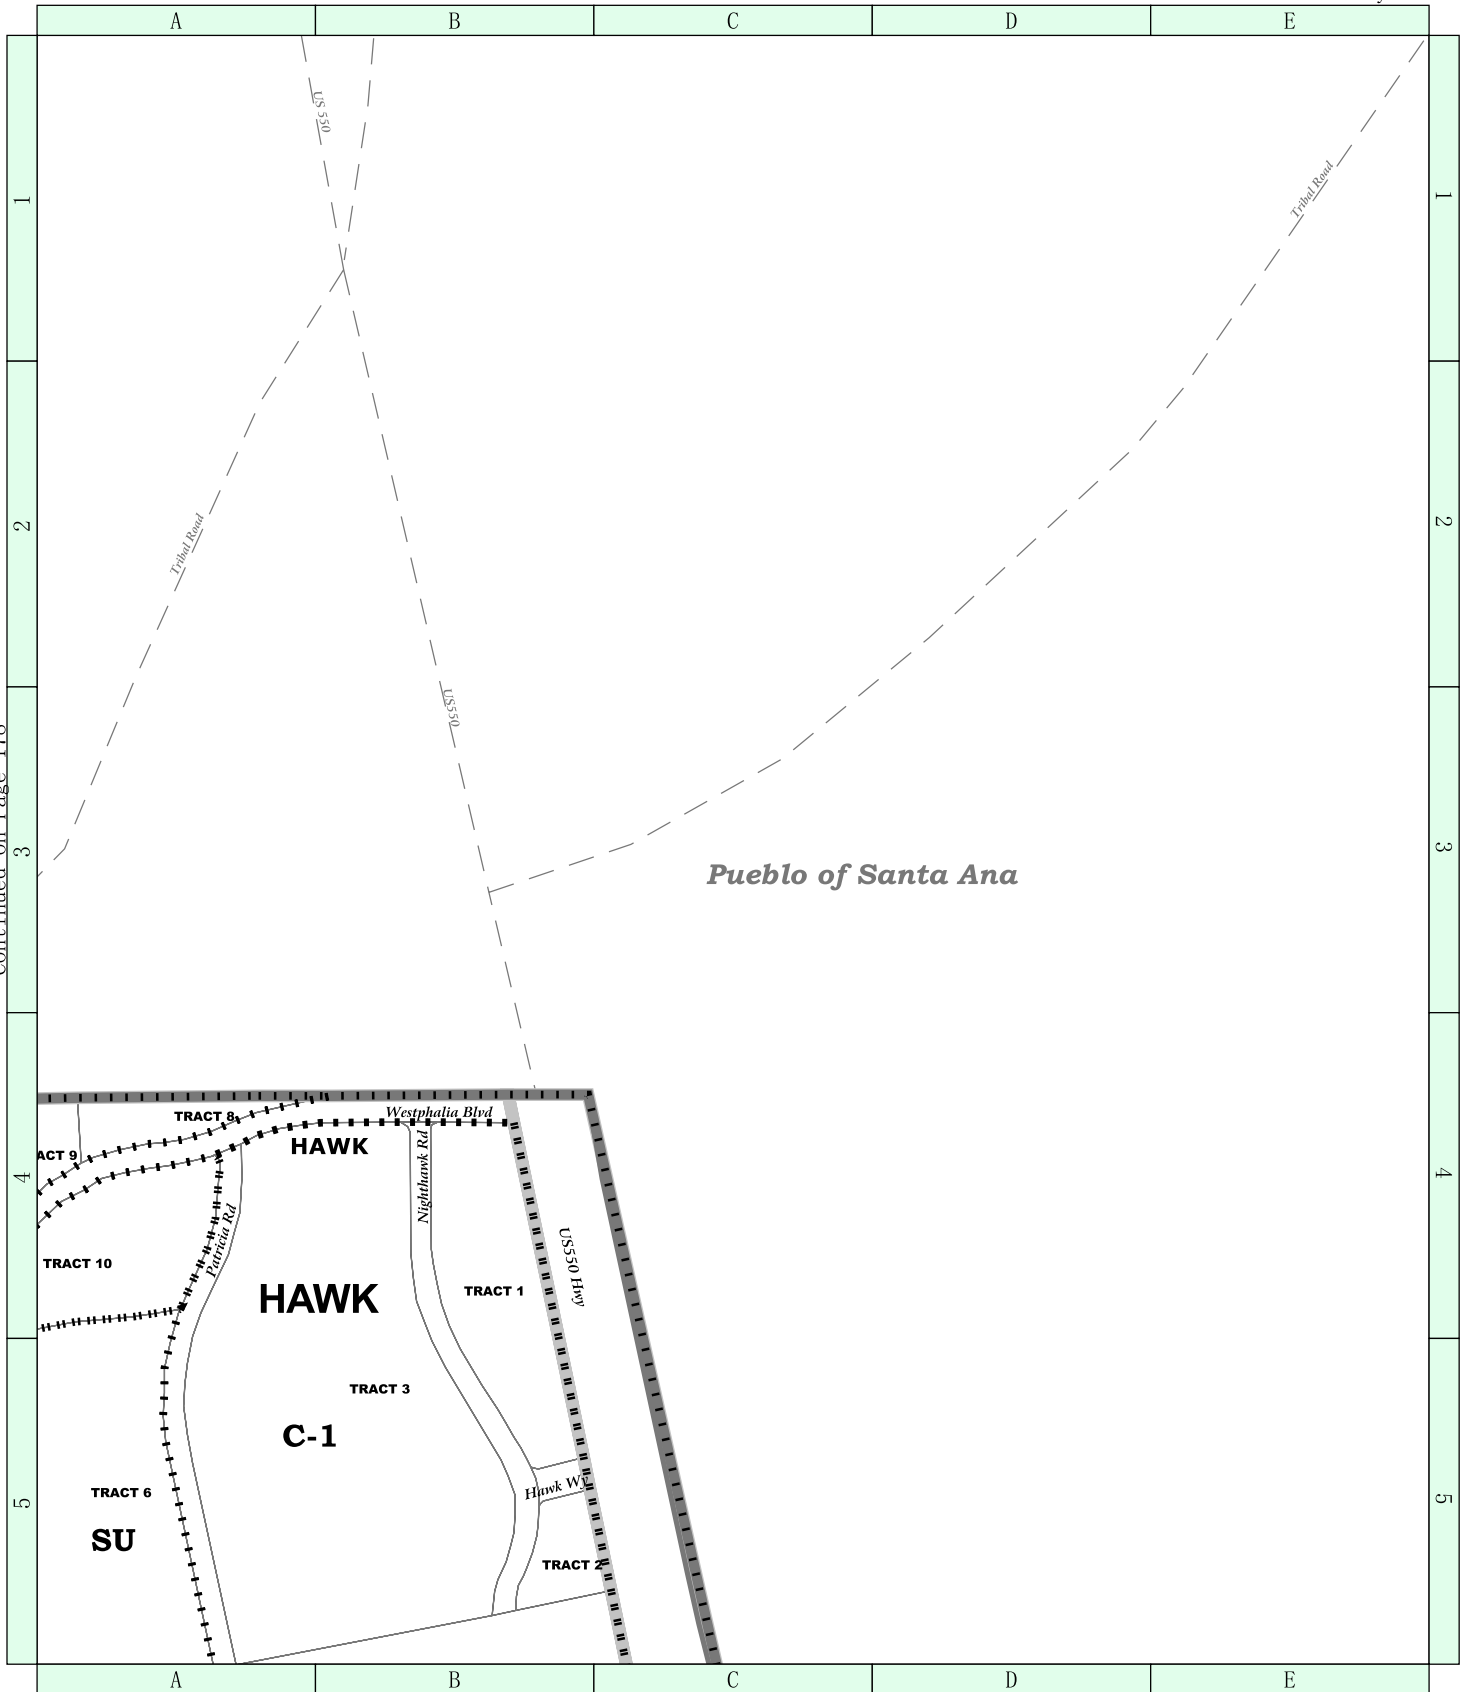 A B C D E
US 550
Tribal Road
1 1
2 2
Tribal Road
US550
3 3
Pueblo of Santa Ana
TRACT 8
Westphalia Blvd
HAWK
ACT 9
Nighthawk Rd
4 4
Patricia Rd
TRACT 10
US550 Hwy
HAWK
TRACT 1
TRACT 3
C-1
Hawk Wy
TRACT 6
5 5
SU
TRACT 2
A B C D E